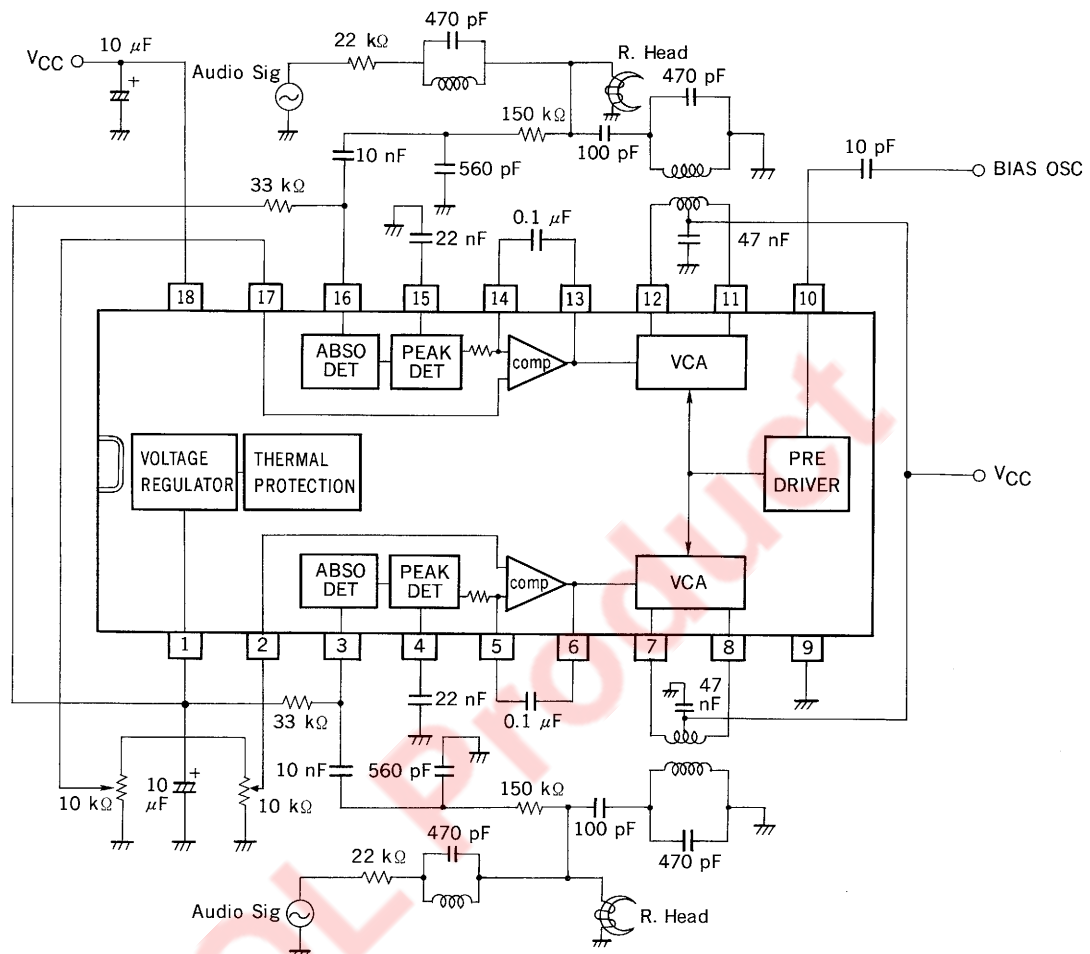 470 pF
10 µF
22 kΩ
R. Head
VCC
Audio Sig
470 pF
150 kΩ
10 pF
100 pF
10 nF
560 pF
BIAS OSC
33 kΩ
0.1 µF
22 nF
47 nF
18
17
16
15
14
13
12
11
10
ABSO
DET
PEAK
DET
comp
VCA
VOLTAGE
REGULATOR
THERMAL
PROTECTION
PRE
DRIVER
VCC
ABSO
DET
PEAK
DET
comp
VCA
1
2
3
4
5
6
7
8
9
22 nF
47
nF
33 kΩ
0.1 µF
10 nF
560 pF
150 kΩ
10 kΩ
10
µF
10 kΩ
100 pF
470 pF
470 pF
22 kΩ
Audio Sig
R. Head
OL Product